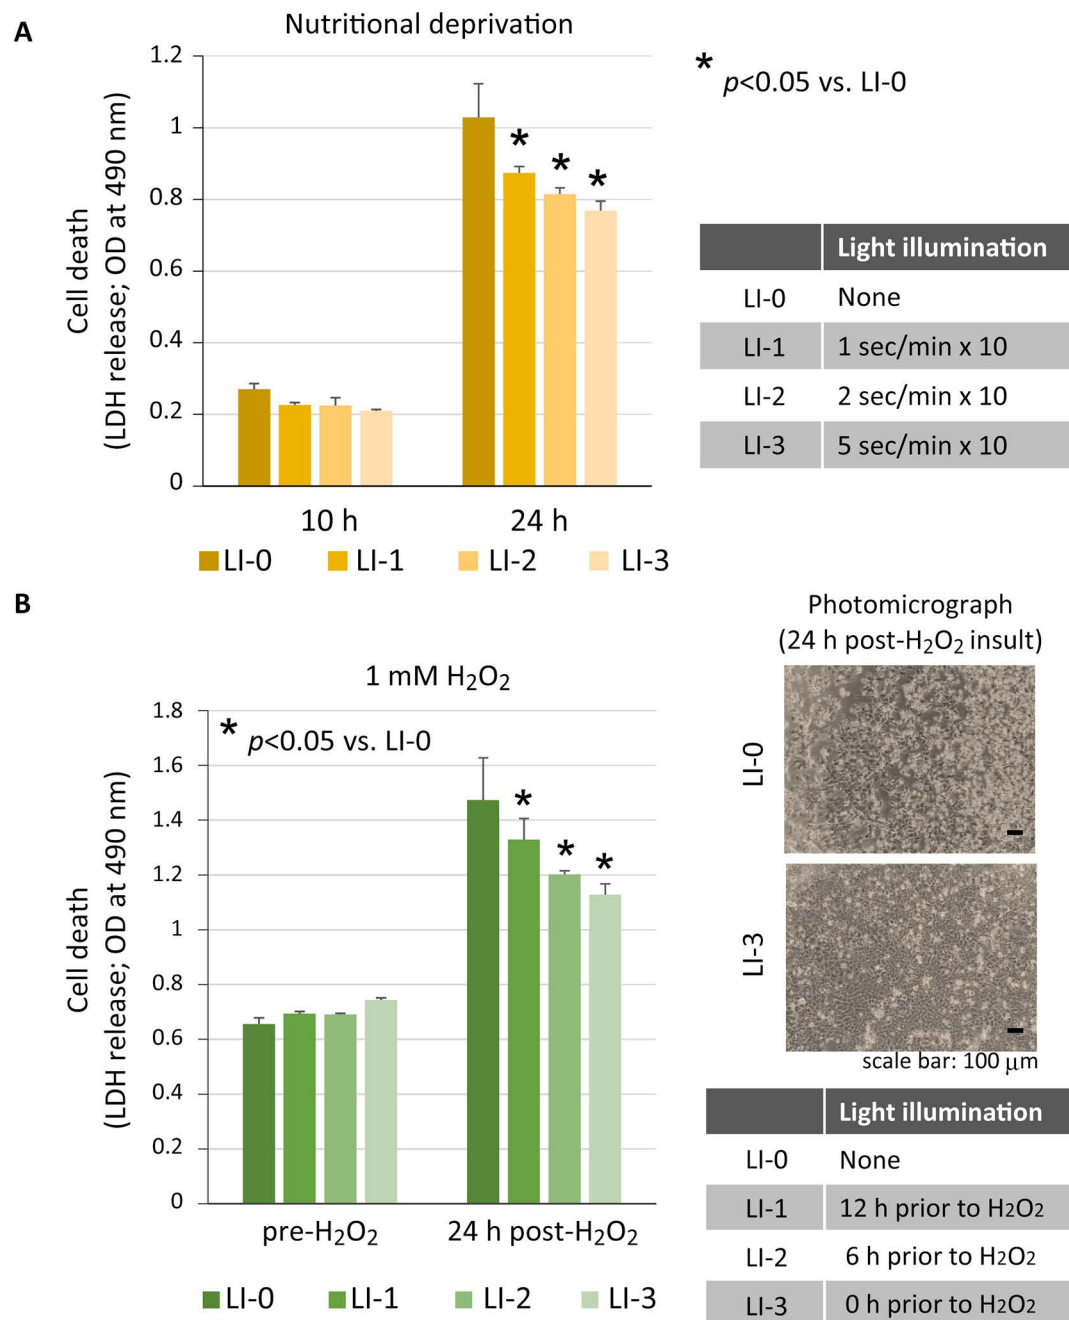 A
Nutritional deprivation
Cell death
(LDH release; OD at 490 nm)
1.2
1
0.8
0.6
0.4
0.2
0
*
*
*
10 h
24 h
LI-0 LI-1 LI-2 LI-3
* p<0.05 vs. LI-0
Light illumination
LI-0 None
LI-1 1 sec/min x 10
LI-2 2 sec/min x 10
LI-3 5 sec/min x 10
B
1 mM H₂O₂
Cell death
(LDH release; OD at 490 nm)
1.8
1.6
1.4
1.2
1
0.8
0.6
0.4
0.2
0
* p<0.05 vs. LI-0
*
*
*
pre-H₂O₂
24 h post-H₂O₂
LI-0 LI-1 LI-2 LI-3
Photomicrograph
(24 h post-H₂O₂ insult)
LI-0
LI-3
scale bar: 100 μm
Light illumination
LI-0 None
LI-1 12 h prior to H2O2
LI-2 6 h prior to H2O2
LI-3 0 h prior to H2O2